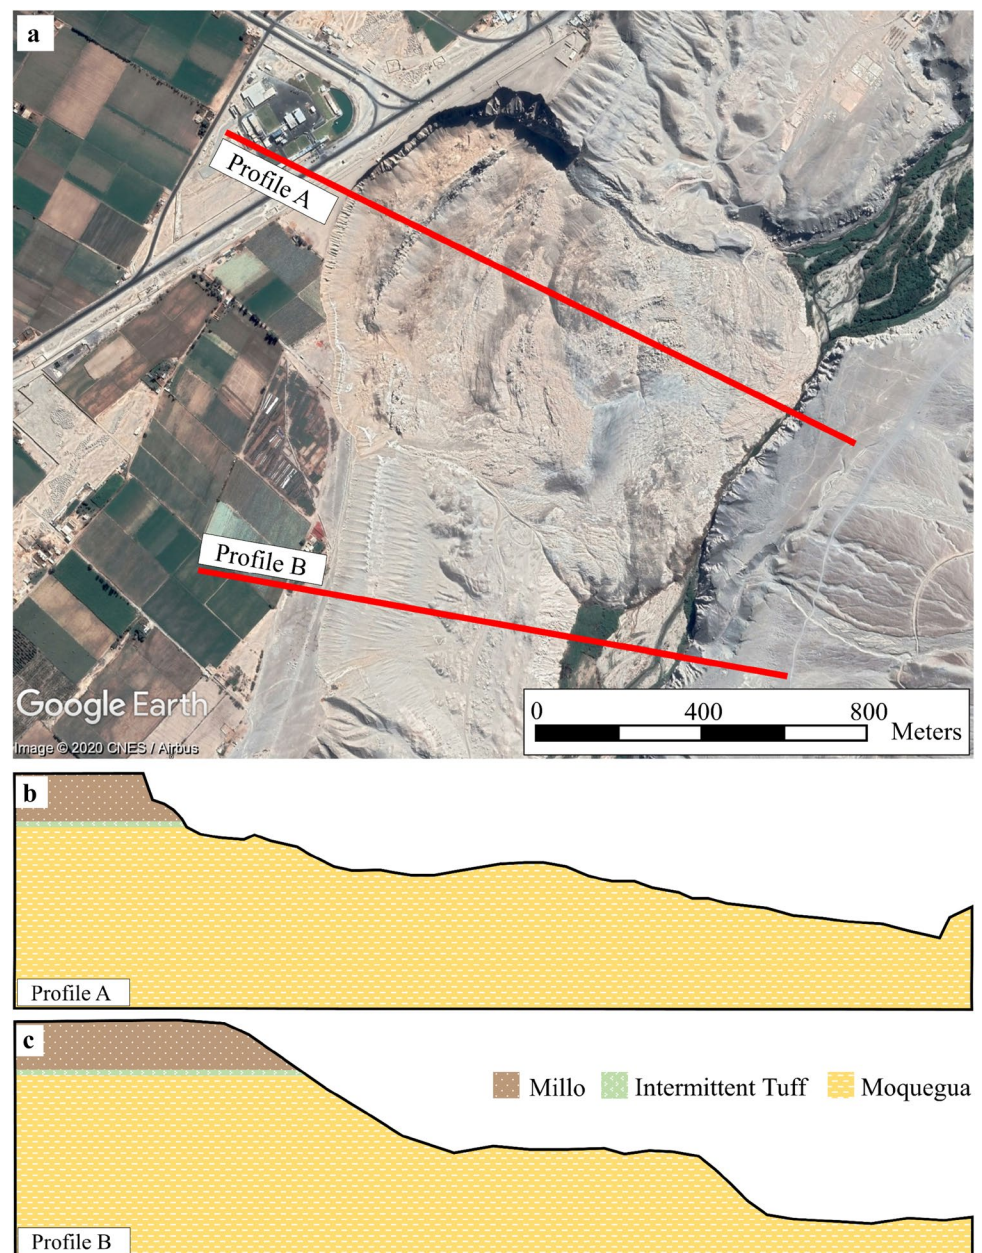 a
Profile A
Profile B
Google Earth
Image © 2020 CNES / Airbus
0 400 800
Meters
b
Profile A
c
Millo Intermittent Tuff Moquegua
Profile B